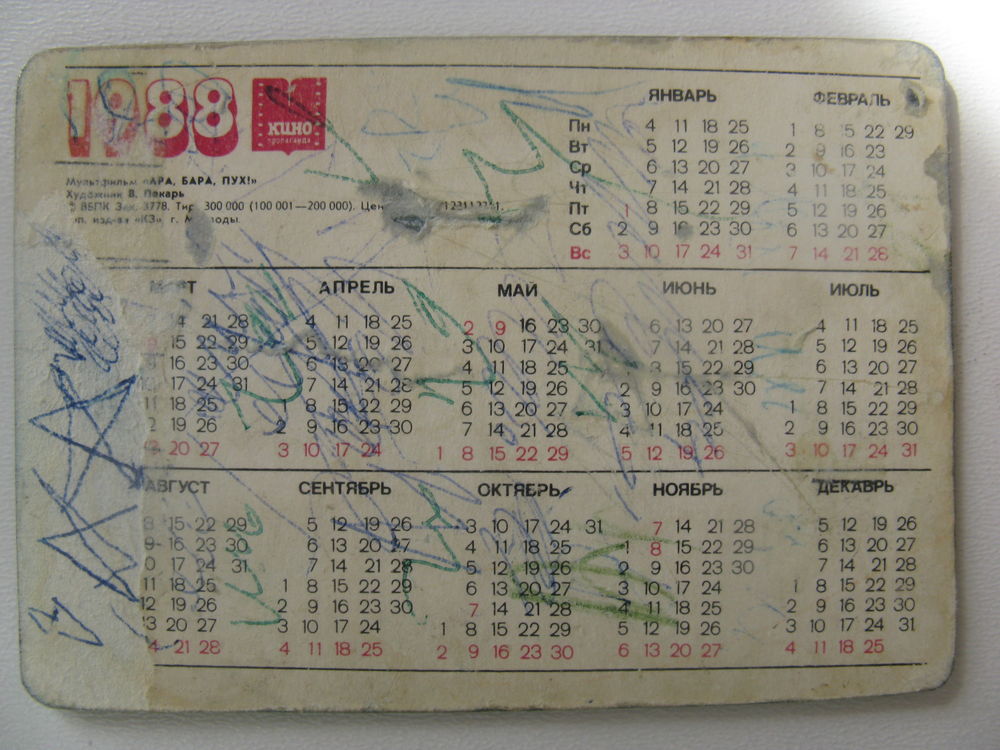 1988 КИНО
пропаганда
ЯНВАРЬ ФЕВРАЛЬ
Пн 4 11 18 25 1 8 15 22 29
Вт 5 12 19 26 2 9 16 23
Ср 6 13 20 27 3 10 17 24
Чт 7 14 21 28 4 11 18 25
Пт 1 8 15 22 29 5 12 19 26
Сб 2 9 16 23 30 6 13 20 27
Вс 3 10 17 24 31 7 14 21 28
Мультфильм «АРА, БАРА, ПУХ!»
Художник В. Пекарь
ВБПК Зак. 3778. Тир. 300 000 (100 001—200 000).
изд-ва «КЗ» г.
АПРЕЛЬ МАЙ ИЮНЬ ИЮЛЬ
4 21 28 4 11 18 25 2 9 16 23 30 6 13 20 27 4 11 18 25
15 22 29 5 12 19 26 3 10 17 24 31 7 14 21 28 5 12 19 26
16 23 30 6 13 20 27 4 11 18 25 8 15 22 29 6 13 20 27
17 24 31 7 14 21 28 5 12 19 26 2 9 16 23 30 7 14 21 28
11 18 25 1 8 15 22 29 6 13 20 27 3 10 17 24 1 8 15 22 29
19 26 2 9 16 23 30 7 14 21 28 4 11 18 25 2 9 16 23 30
20 27 3 10 17 24 1 8 15 22 29 5 12 19 26 3 10 17 24 31
АВГУСТ СЕНТЯБРЬ ОКТЯБРЬ НОЯБРЬ ДЕКАБРЬ
8 15 22 29 5 12 19 26 3 10 17 24 31 7 14 21 28 5 12 19 26
9 16 23 30 6 13 20 27 4 11 18 25 1 8 15 22 29 6 13 20 27
0 17 24 31 7 14 21 28 5 12 19 26 2 9 16 23 30 7 14 21 28
11 18 25 1 8 15 22 29 6 13 20 27 3 10 17 24 1 8 15 22 29
12 19 26 2 9 16 23 30 7 14 21 28 4 11 18 25 2 9 16 23 30
13 20 27 3 10 17 24 1 8 15 22 29 5 12 19 26 3 10 17 24 31
4 21 28 4 11 18 25 2 9 16 23 30 6 13 20 27 4 11 18 25